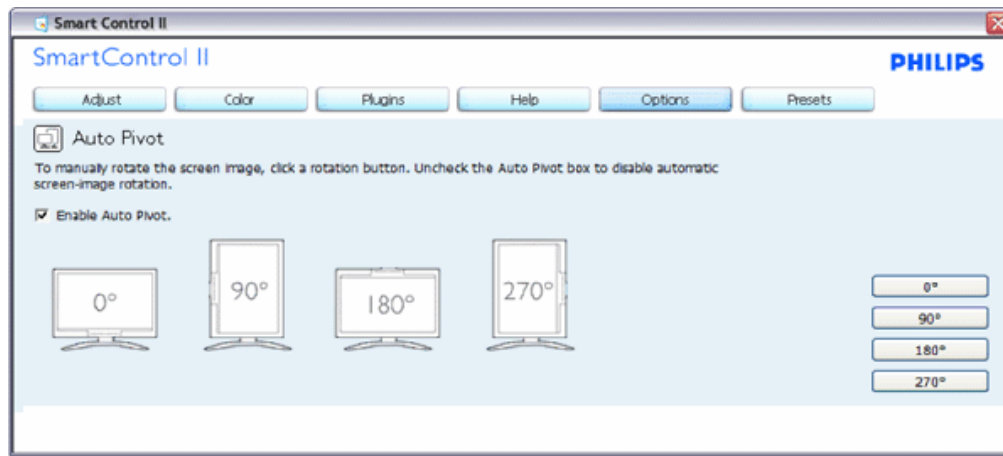 Smart Control II
SmartControl II
PHILIPS
Adjust Color Plugins Help Options Presets
Auto Pivot
To manually rotate the screen image, click a rotation button. Uncheck the Auto Pivot box to disable automatic
screen-image rotation.
Enable Auto Pivot.
0° 90° 180° 270°
0°
90°
180°
270°